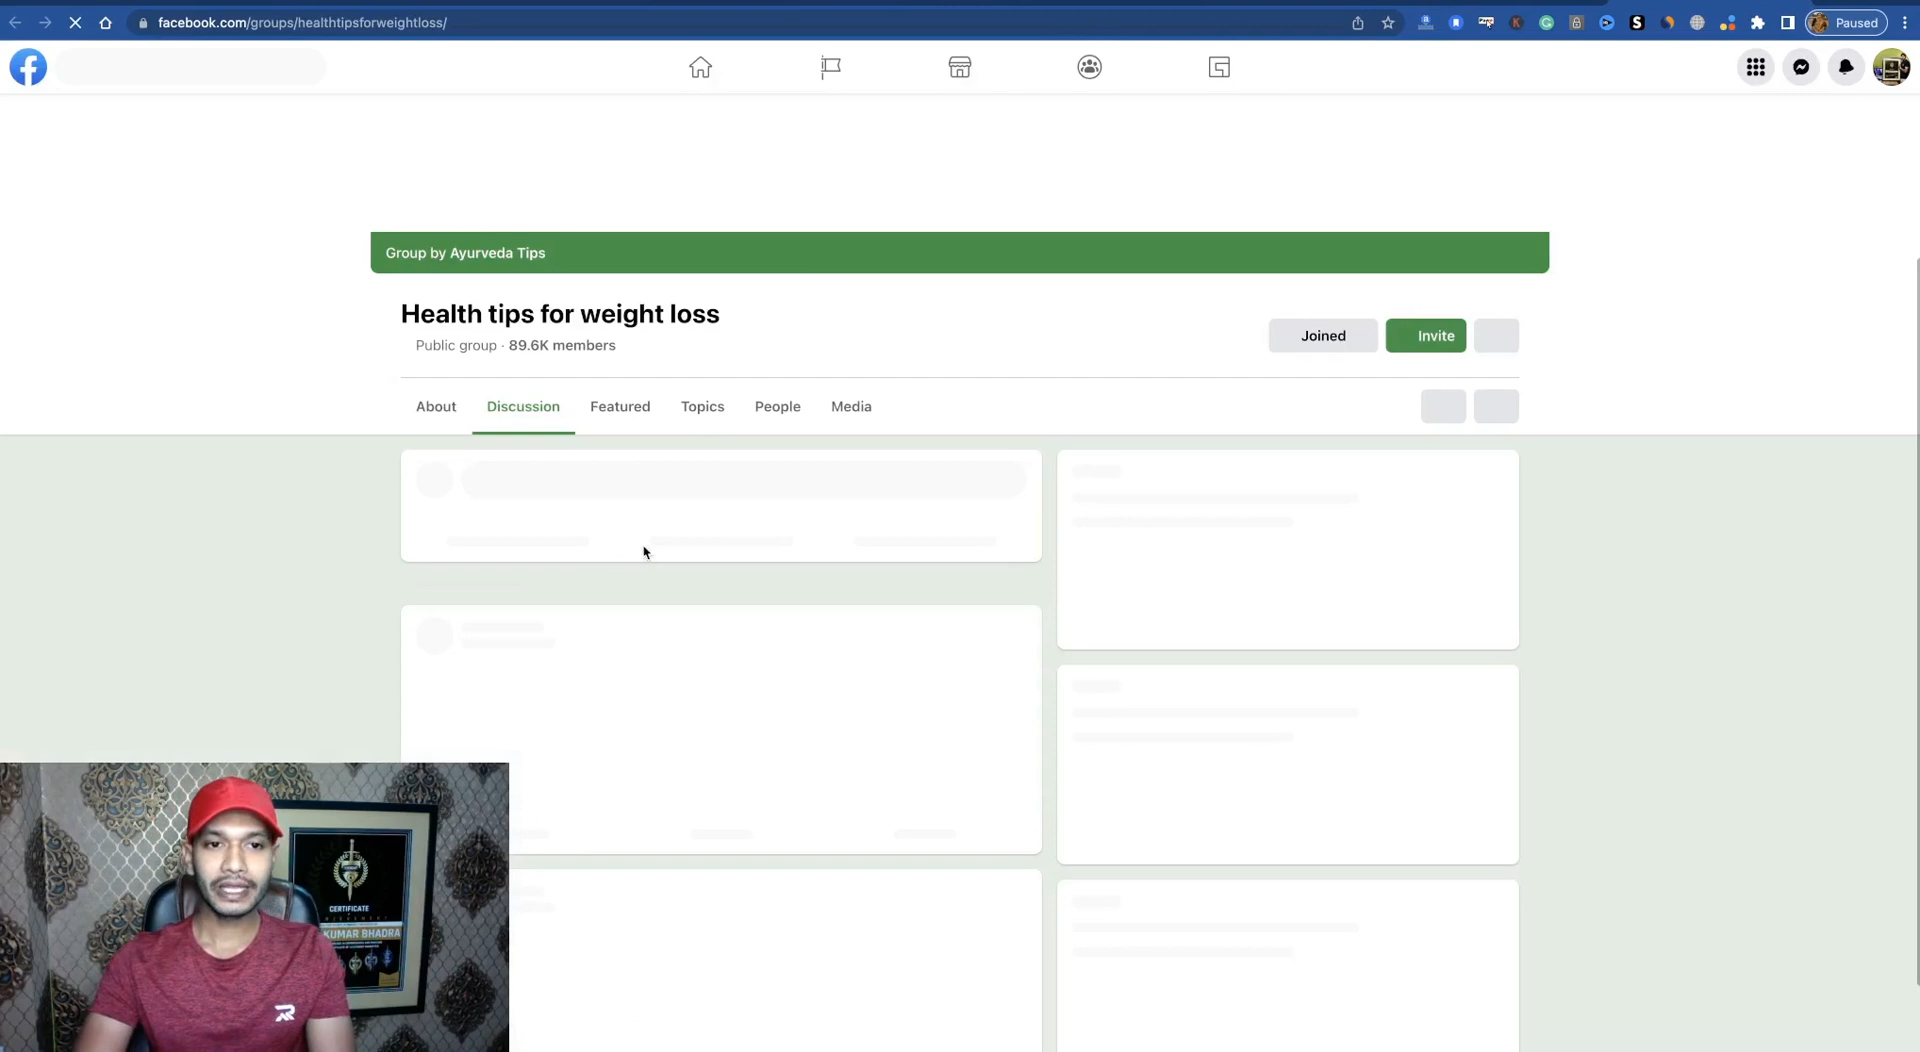 facebook.com/groups/healthtipsforweightloss/
Paused
Group by Ayurveda Tips
Health tips for weight loss
Public group · 89.6K members
Joined
Invite
About
Discussion
Featured
Topics
People
Media
CERTIFICATE
KUMAR BHADRA